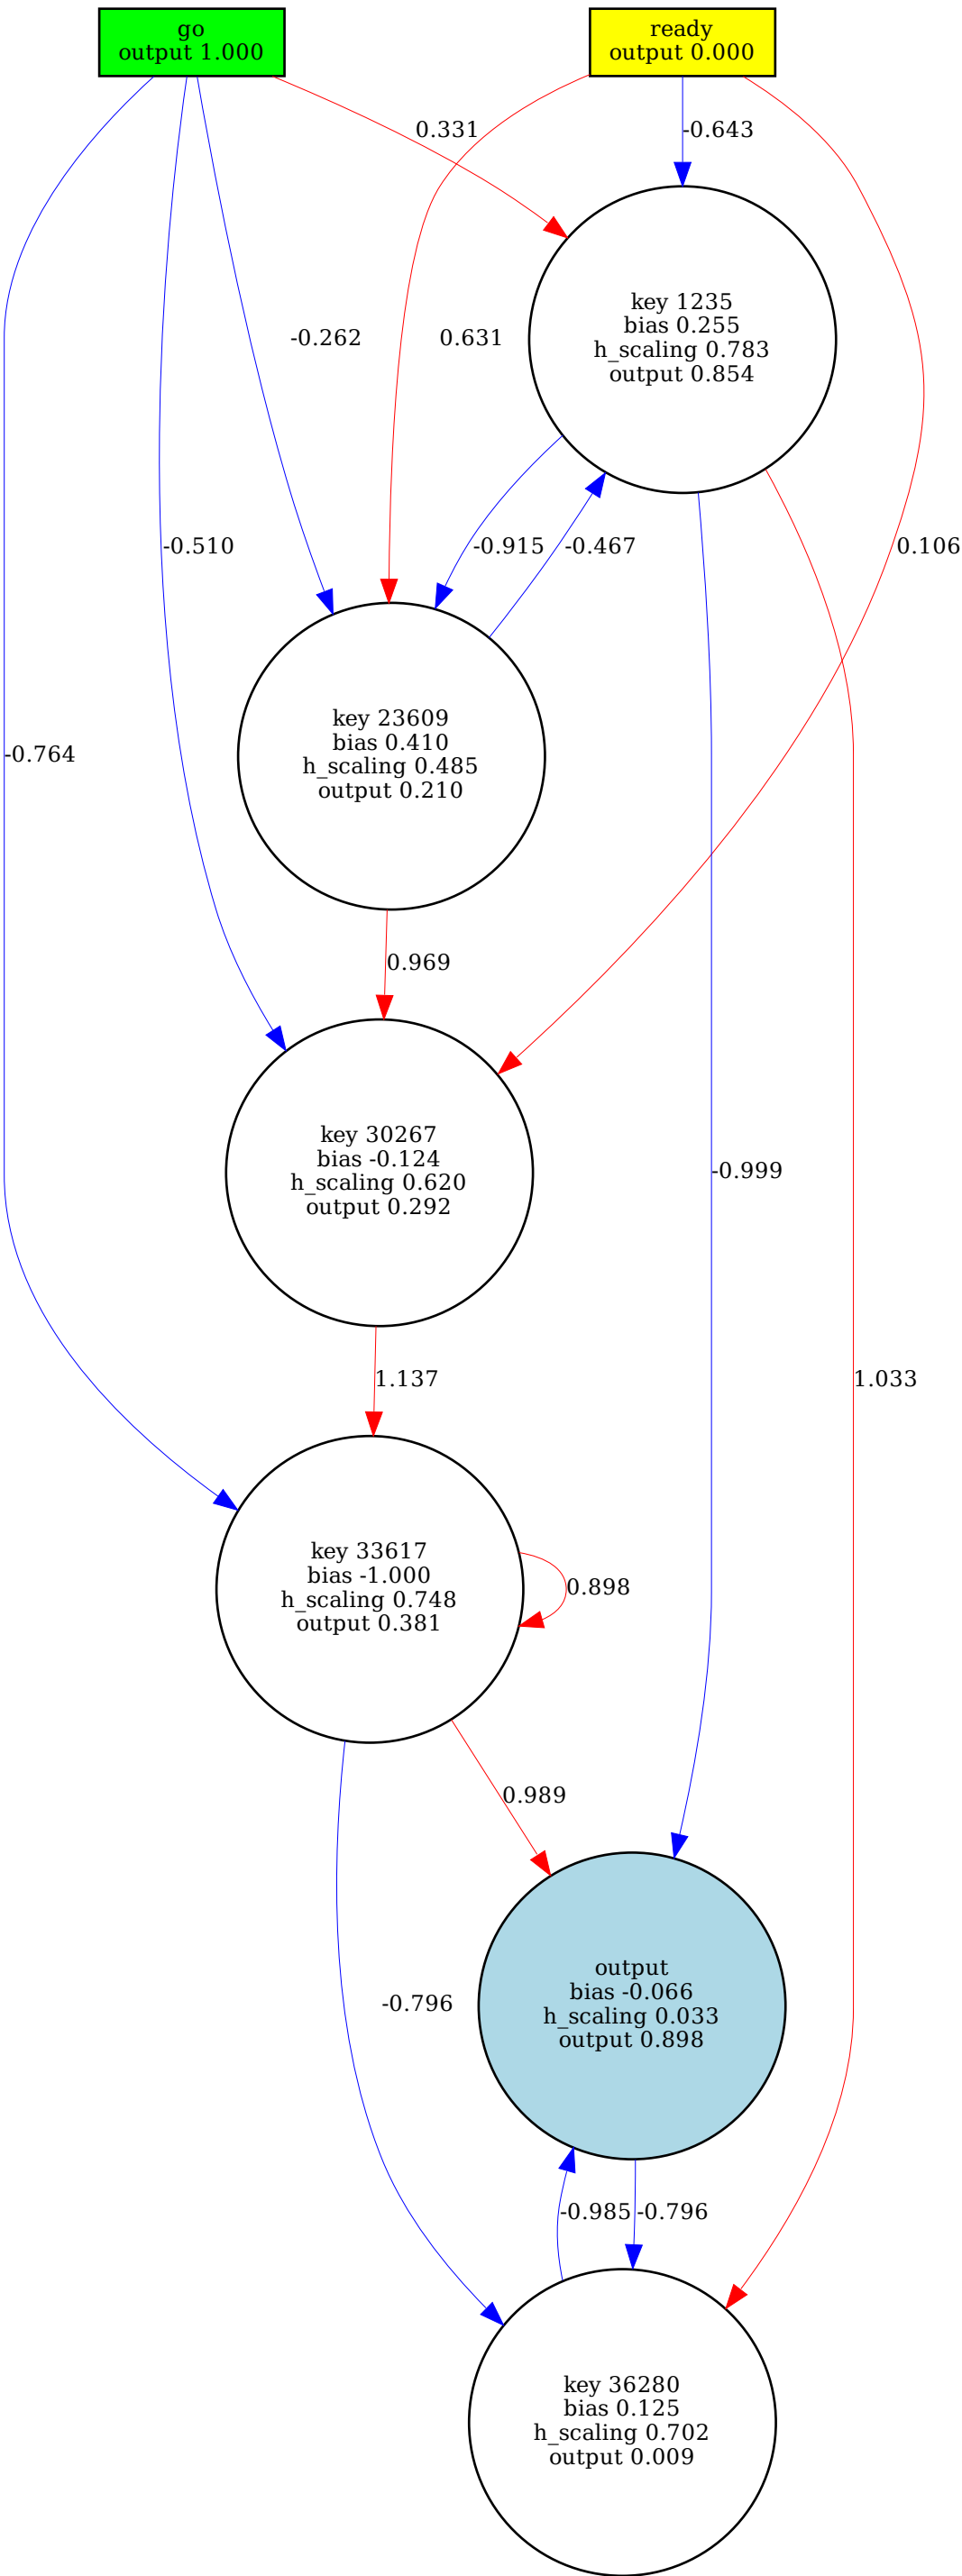 go
output 1.000
ready
output 0.000
0.331
-0.643
key 1235
bias 0.255
h_scaling 0.783
output 0.854
-0.262
0.631
-0.510
-0.915
-0.467
0.106
key 23609
bias 0.410
h_scaling 0.485
output 0.210
-0.764
0.969
key 30267
bias -0.124
h_scaling 0.620
output 0.292
-0.999
1.137
1.033
key 33617
bias -1.000
h_scaling 0.748
output 0.381
0.898
0.989
-0.796
output
bias -0.066
h_scaling 0.033
output 0.898
-0.985
-0.796
key 36280
bias 0.125
h_scaling 0.702
output 0.009